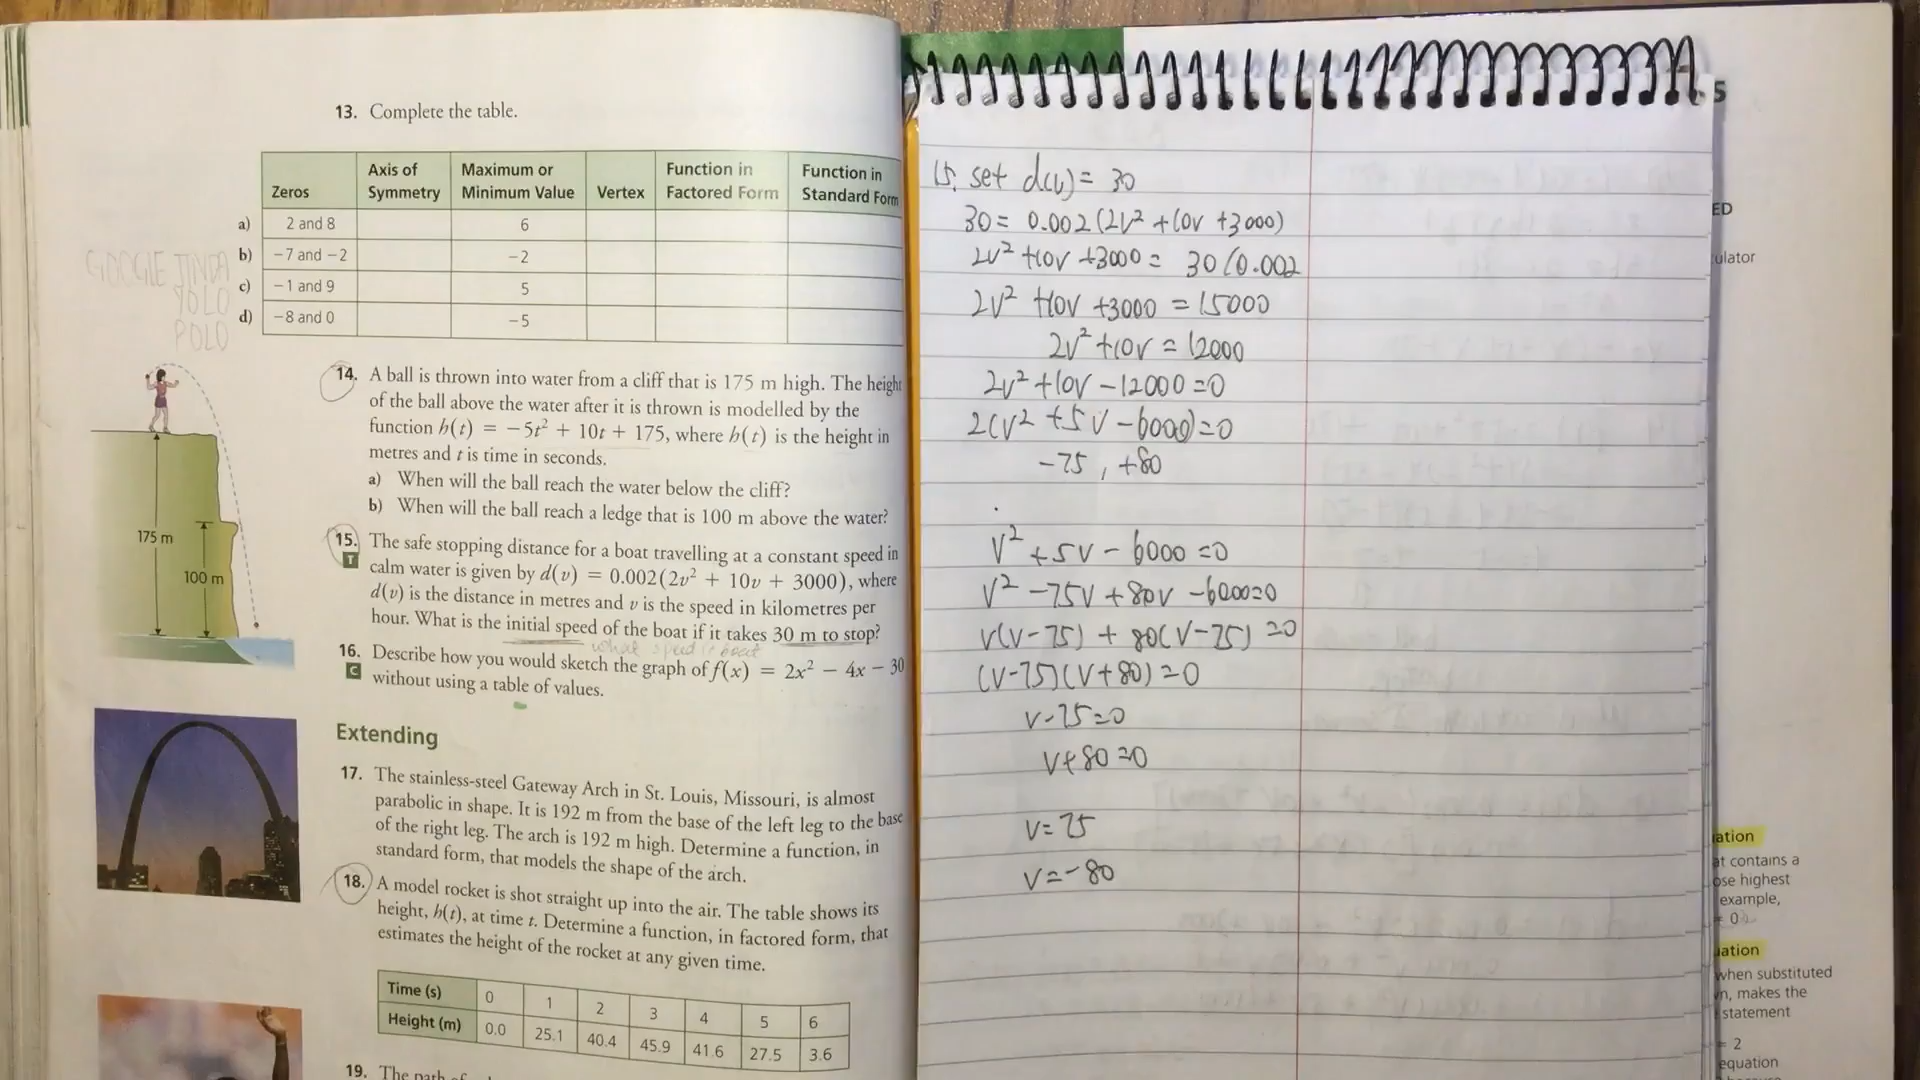 13. Complete the table.
Zeros Axis of Symmetry Maximum or Minimum Value Vertex Function in Factored Form Function in Standard Form
a) 2 and 8 6
b) −7 and −2 −2
c) −1 and 9 5
d) −8 and 0 −5
GOOGLE TINDA
YOLO
POLO
14. A ball is thrown into water from a cliff that is 175 m high. The height
of the ball above the water after it is thrown is modelled by the
function h(t) = −5t² + 10t + 175, where h(t) is the height in
metres and t is time in seconds.
a) When will the ball reach the water below the cliff?
b) When will the ball reach a ledge that is 100 m above the water?
175 m
100 m
15. The safe stopping distance for a boat travelling at a constant speed in
T calm water is given by d(v) = 0.002(2v² + 10v + 3000), where
d(v) is the distance in metres and v is the speed in kilometres per
hour. What is the initial speed of the boat if it takes 30 m to stop?
what speed is boat
16. Describe how you would sketch the graph of f(x) = 2x² − 4x − 30
C without using a table of values.
Extending
17. The stainless-steel Gateway Arch in St. Louis, Missouri, is almost
parabolic in shape. It is 192 m from the base of the left leg to the base
of the right leg. The arch is 192 m high. Determine a function, in
standard form, that models the shape of the arch.
18. A model rocket is shot straight up into the air. The table shows its
height, h(t), at time t. Determine a function, in factored form, that
estimates the height of the rocket at any given time.
Time (s) 0 1 2 3 4 5 6
Height (m) 0.0 25.1 40.4 45.9 41.6 27.5 3.6
19. The path of
15. set d(v) = 30
30 = 0.002(2v² + 10v + 3000)
2v² + 10v + 3000 = 30/0.002
2v² + 10v + 3000 = 15000
2v² + 10v = 12000
2v² + 10v − 12000 = 0
2(v² + 5v − 6000) = 0
−75, +80
v² + 5v − 6000 = 0
v² − 75v + 80v − 6000 = 0
v(v − 75) + 80(v − 75) = 0
(v − 75)(v + 80) = 0
v − 75 = 0
v + 80 = 0
v = 75
v = −80
5
ED
ulator
ation
at contains a
ose highest
example,
= 0
uation
when substituted
n, makes the
statement
= 2
equation